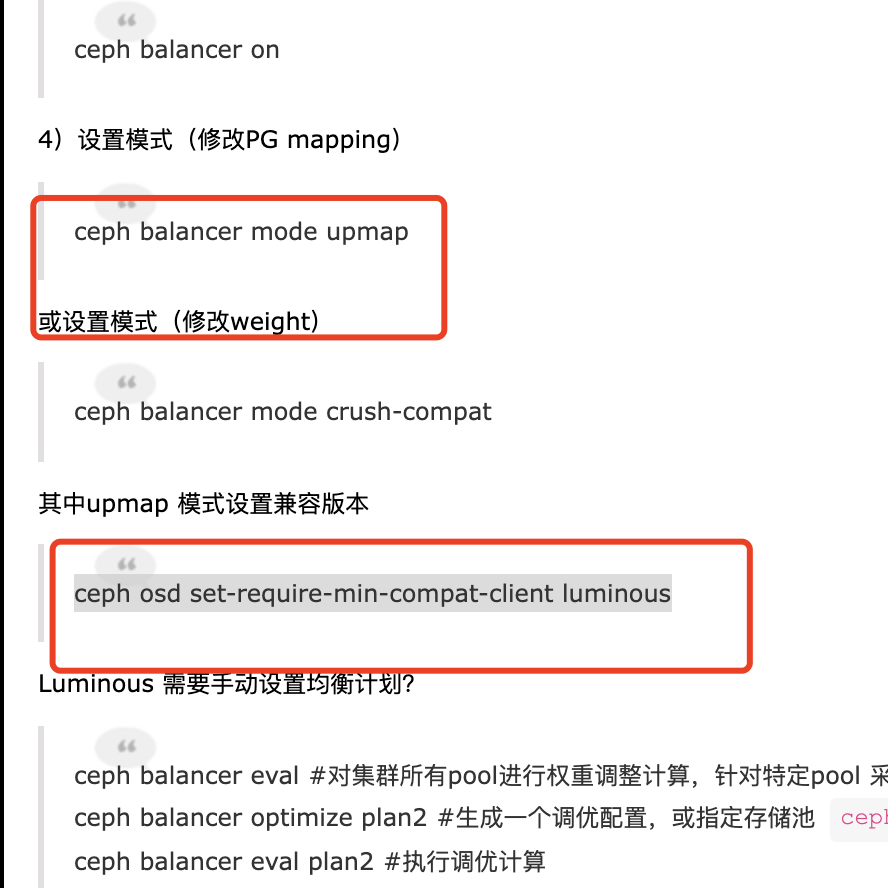 ceph balancer on
4）设置模式（修改PG mapping）
ceph balancer mode upmap
或设置模式（修改weight）
ceph balancer mode crush-compat
其中upmap 模式设置兼容版本
ceph osd set-require-min-compat-client luminous
Luminous 需要手动设置均衡计划？
ceph balancer eval #对集群所有pool进行权重调整计算，针对特定pool 采
ceph balancer optimize plan2 #生成一个调优配置，或指定存储池 ceph
ceph balancer eval plan2 #执行调优计算